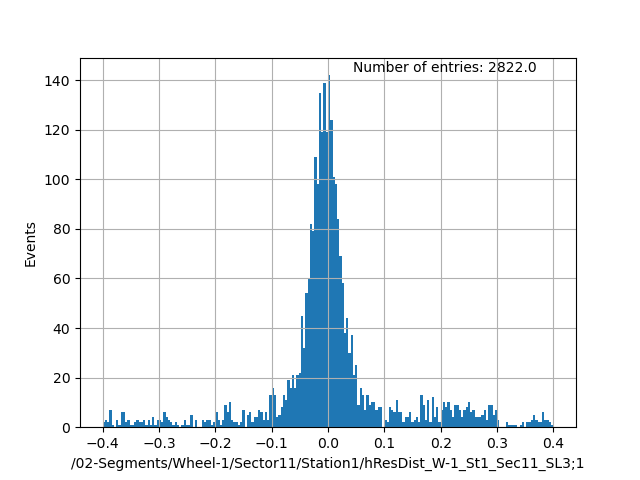 Number of entries: 2822.0
140
120
100
80
60
40
20
0
Events
−0.4 −0.3 −0.2 −0.1 0.0 0.1 0.2 0.3 0.4
/02-Segments/Wheel-1/Sector11/Station1/hResDist_W-1_St1_Sec11_SL3;1